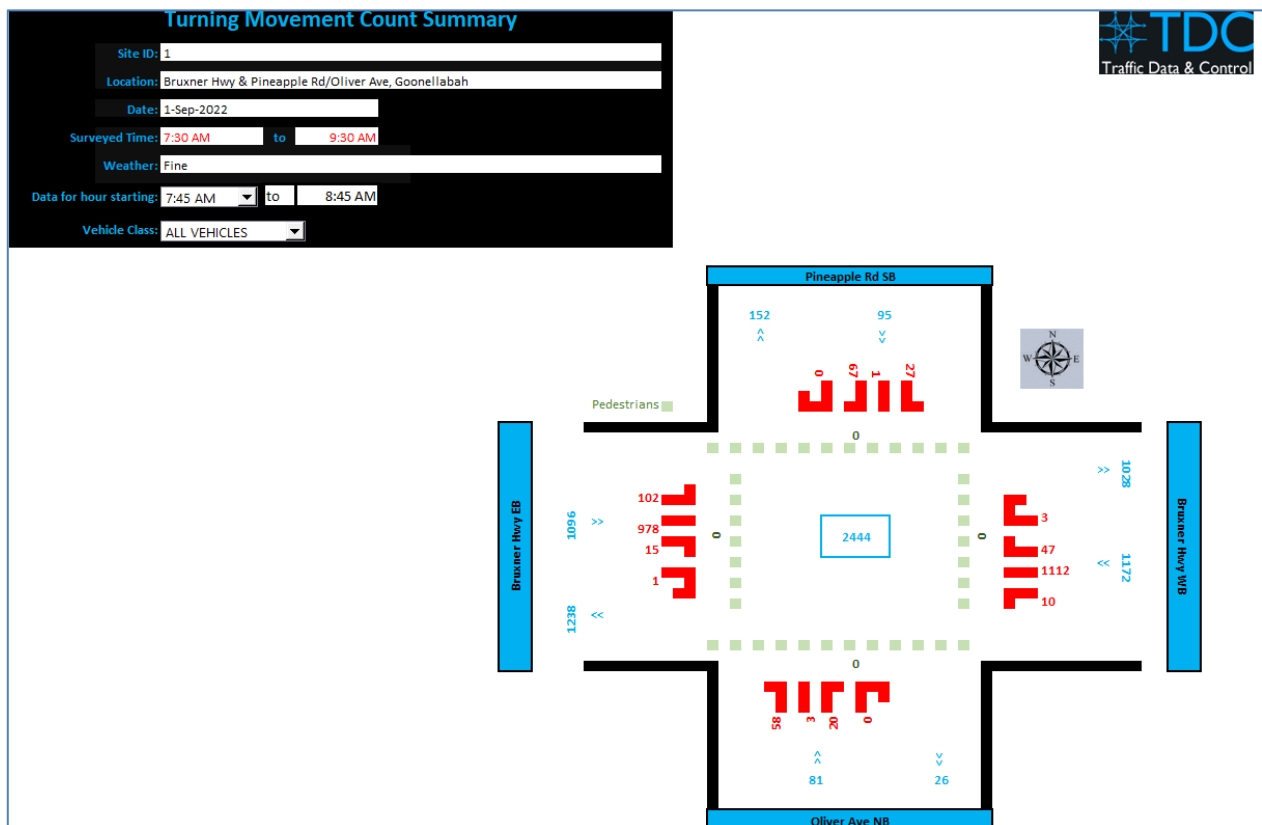 Turning Movement Count Summary
TDC
Traffic Data & Control
Site ID: 1
Location: Bruxner Hwy & Pineapple Rd/Oliver Ave, Goonellabah
Date: 1-Sep-2022
Surveyed Time: 7:30 AM to 9:30 AM
Weather: Fine
Data for hour starting: 7:45 AM to 8:45 AM
Vehicle Class: ALL VEHICLES
Pineapple Rd SB
152 95
<< >>
N
W E
S
0 67 1 27
Pedestrians
0
Bruxner Hwy EB
1096 >>
1238 <<
102
978
15
1
0
2444
0
3
47
1112
10
>> 1028
<< 1172
Bruxner Hwy WB
0
58 3 20 0
<< >>
81 26
Oliver Ave NB